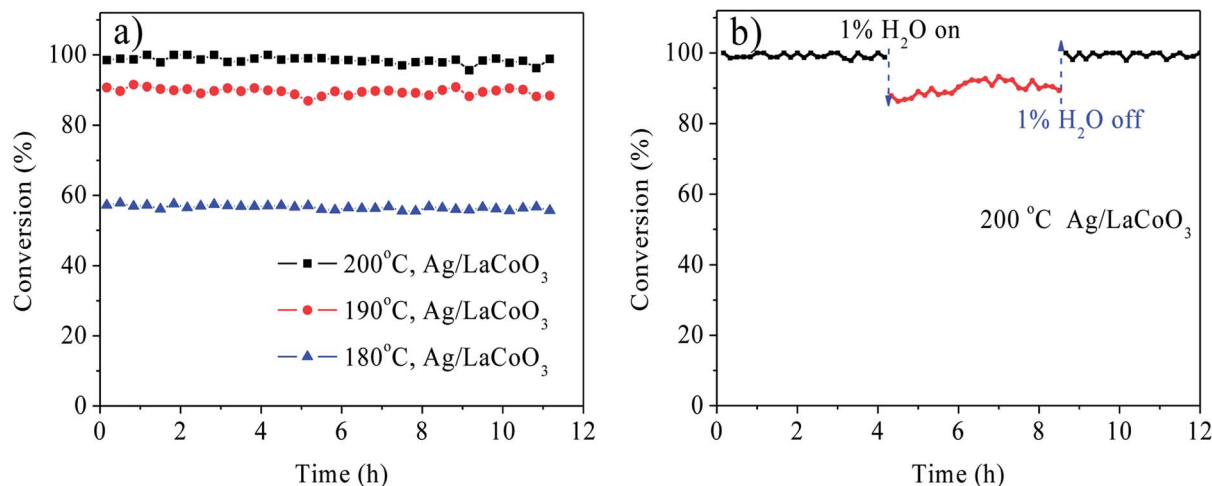 a)
Conversion (%)
100
80
60
40
20
0
0 2 4 6 8 10 12
Time (h)
200°C, Ag/LaCoO₃
190°C, Ag/LaCoO₃
180°C, Ag/LaCoO₃
b)
Conversion (%)
100
80
60
40
20
0
0 2 4 6 8 10 12
Time (h)
1% H₂O on
1% H₂O off
200 °C Ag/LaCoO₃